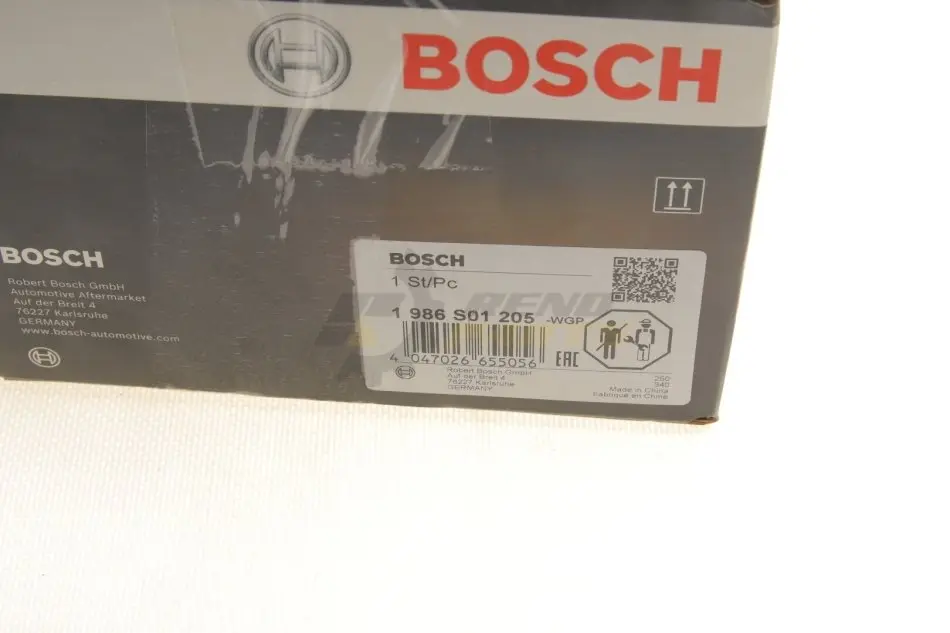 BOSCH
BOSCH
Robert Bosch GmbH
Automotive Aftermarket
Auf der Breit 4
76227 Karlsruhe
GERMANY
www.bosch-automotive.com
BOSCH
1 St/Pc
1 986 S01 205 -WGP
4 047026 655056
EAC
Robert Bosch GmbH
Auf der Breit 4
76227 Karlsruhe
GERMANY
Made in China
Fabriqué en Chine